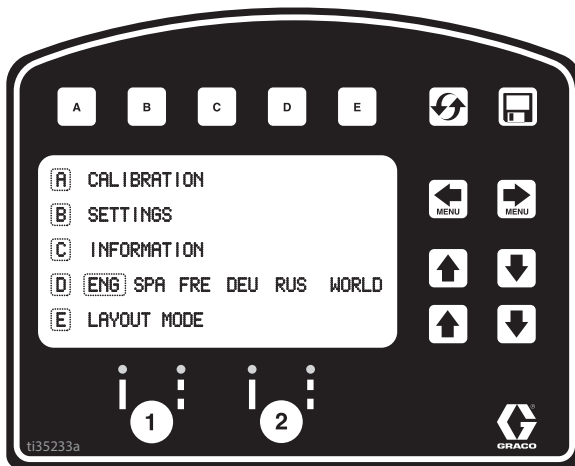 A B C D E
A CALIBRATION
B SETTINGS
C INFORMATION
D ENG SPA FRE DEU RUS WORLD
E LAYOUT MODE
MENU MENU
1 2
ti35233a
GRACO